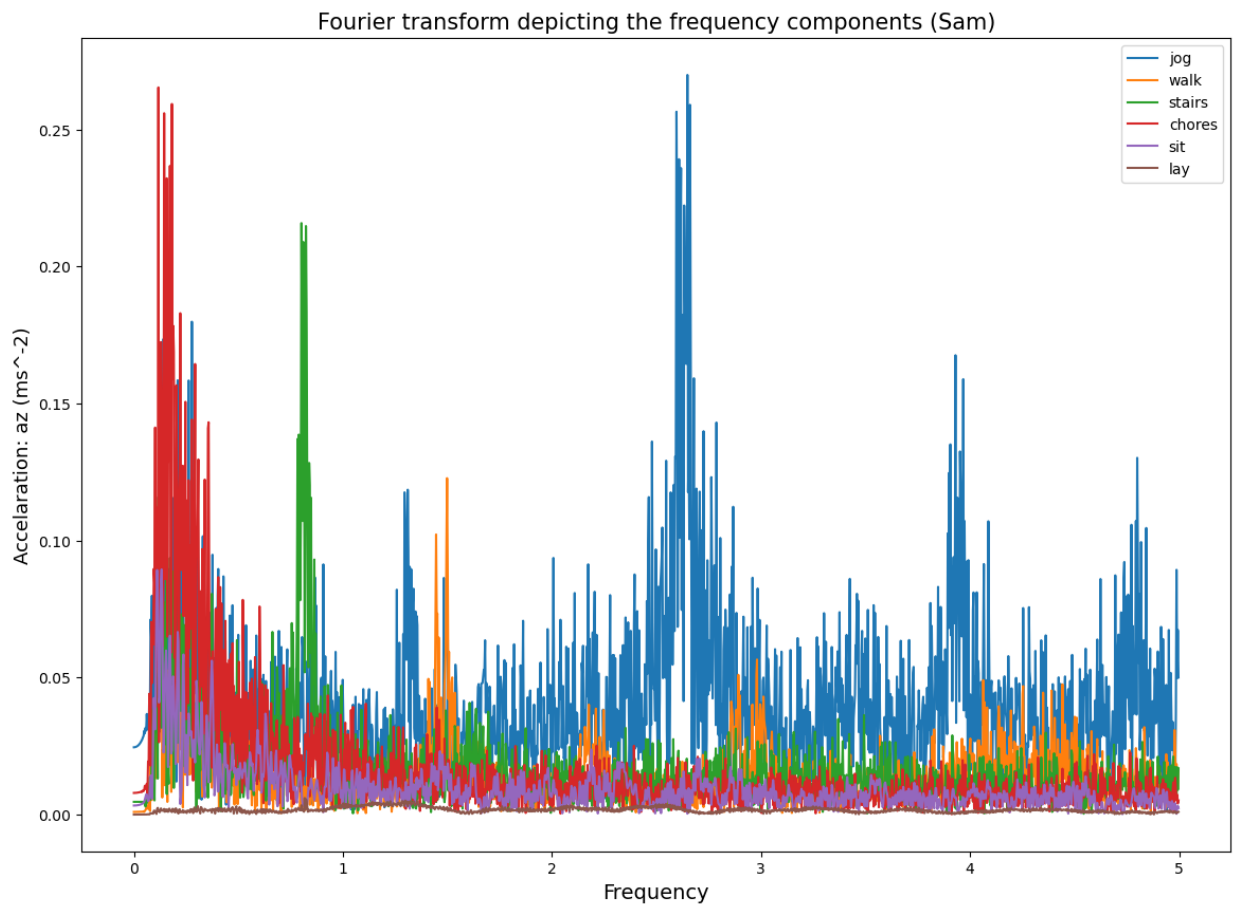 Fourier transform depicting the frequency components (Sam)
jog
walk
stairs
chores
sit
lay
Accelaration: az (ms^-2)
0.25
0.20
0.15
0.10
0.05
0.00
0 1 2 3 4 5
Frequency